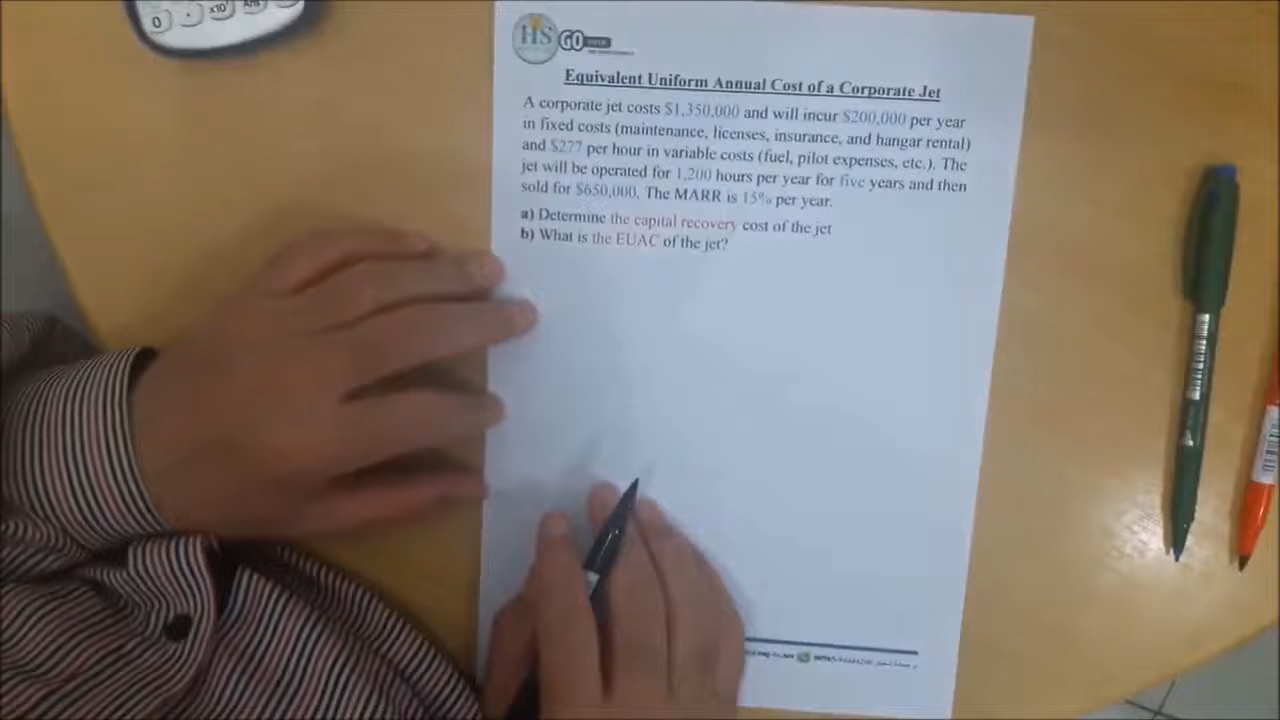 0 . x10ˣ Ans
HS GO
Equivalent Uniform Annual Cost of a Corporate Jet
A corporate jet costs $1,350,000 and will incur $200,000 per year
in fixed costs (maintenance, licenses, insurance, and hangar rental)
and $277 per hour in variable costs (fuel, pilot expenses, etc.). The
jet will be operated for 1,200 hours per year for five years and then
sold for $650,000. The MARR is 15% per year.
a) Determine the capital recovery cost of the jet
b) What is the EUAC of the jet?